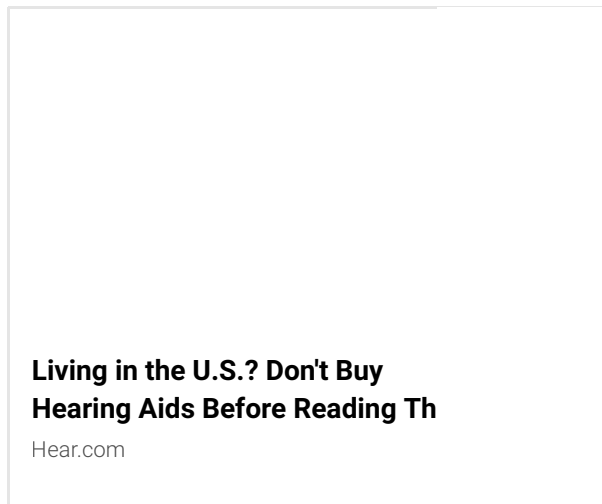 Living in the U.S.? Don't Buy
Hearing Aids Before Reading Th
Hear.com